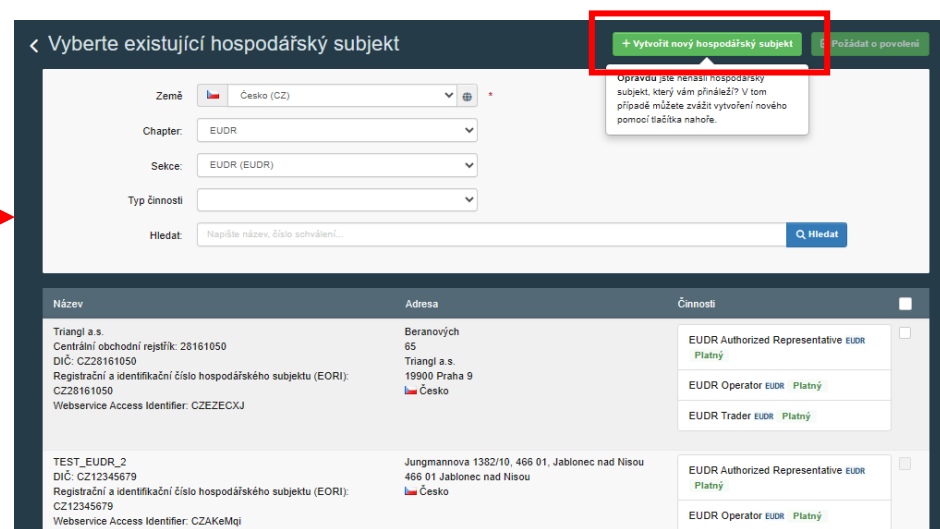 Vyberte existující hospodářský subjekt
+ Vytvořit nový hospodářský subjekt
Požádat o povolení
Opravdu jste nenašli hospodářský
subjekt, který vám přináleží? V tom
případě můžete zvážit vytvoření nového
pomocí tlačítka nahoře.
Země
Česko (CZ)
*
Chapter:
EUDR
Sekce:
EUDR (EUDR)
Typ činnosti
Hledat:
Napište název, číslo schválení...
Hledat
Název
Adresa
Činnosti
Triangl a.s.
Centrální obchodní rejstřík: 28161050
DIČ: CZ28161050
Registrační a identifikační číslo hospodářského subjektu (EORI):
CZ28161050
Webservice Access Identifier: CZEZECXJ
Beranových
65
Triangl a.s.
19900 Praha 9
Česko
EUDR Authorized Representative EUDR
Platný
EUDR Operator EUDR Platný
EUDR Trader EUDR Platný
TEST_EUDR_2
DIČ: CZ12345679
Registrační a identifikační číslo hospodářského subjektu (EORI):
CZ12345679
Webservice Access Identifier: CZAKeMqi
Jungmannova 1382/10, 466 01, Jablonec nad Nisou
466 01 Jablonec nad Nisou
Česko
EUDR Authorized Representative EUDR
Platný
EUDR Operator EUDR Platný